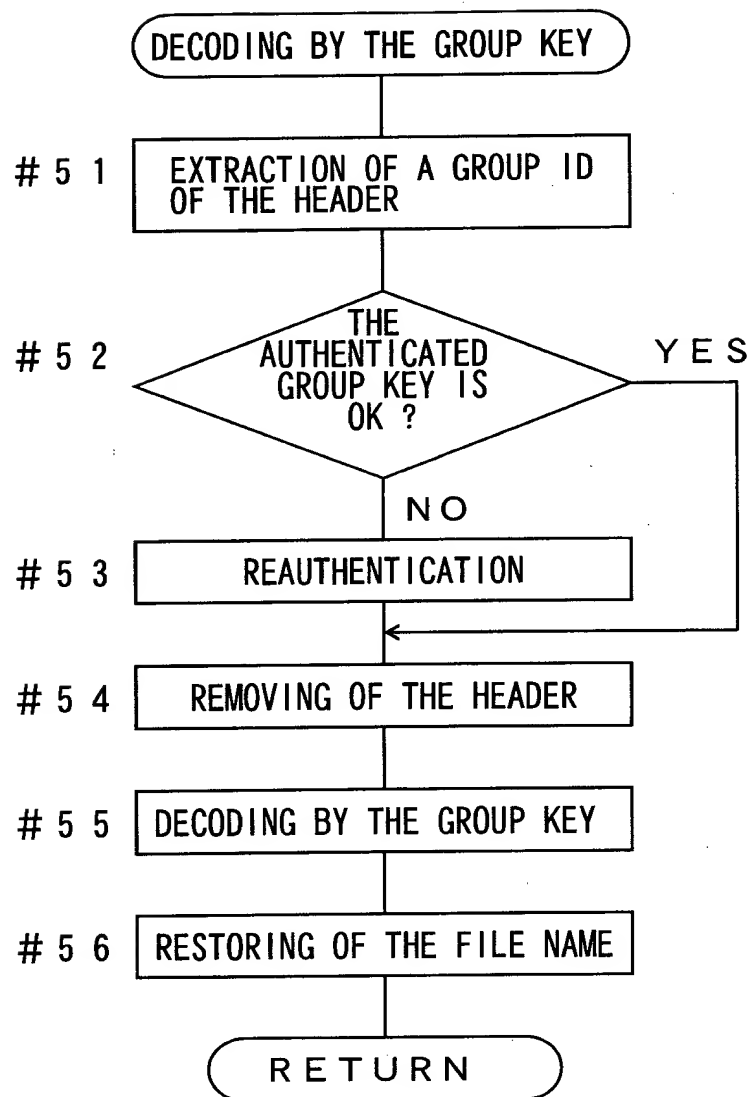 DECODING BY THE GROUP KEY
#51 EXTRACTION OF A GROUP ID
OF THE HEADER
#52 THE
AUTHENTICATED
GROUP KEY IS
OK ?
YES
NO
#53 REAUTHENTICATION
#54 REMOVING OF THE HEADER
#55 DECODING BY THE GROUP KEY
#56 RESTORING OF THE FILE NAME
RETURN